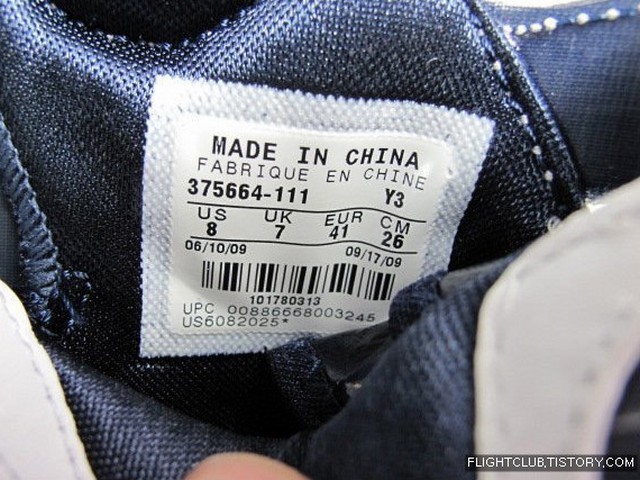 MADE IN CHINA
FABRIQUE EN CHINE
375664-111 Y3
US UK EUR CM
8 7 41 26
06/10/09 09/17/09
101780313
UPC 00886668003245
US6082025*
FLIGHTCLUB.TISTORY.COM